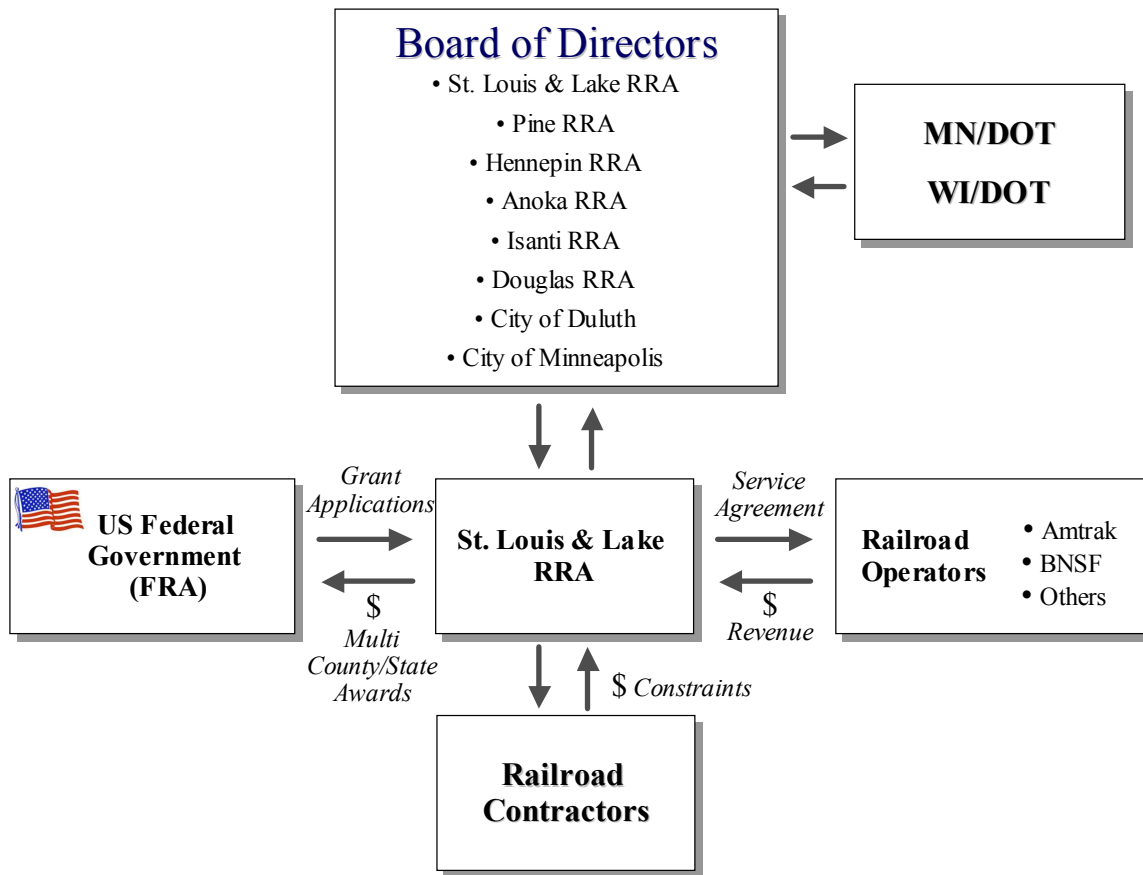 Board of Directors
• St. Louis & Lake RRA
• Pine RRA
• Hennepin RRA
• Anoka RRA
• Isanti RRA
• Douglas RRA
• City of Duluth
• City of Minneapolis
MN/DOT
WI/DOT
US Federal
Government
(FRA)
Grant
Applications
$
Multi
County/State
Awards
St. Louis & Lake
RRA
Service
Agreement
$
Revenue
Railroad
Operators
• Amtrak
• BNSF
• Others
$ Constraints
Railroad
Contractors